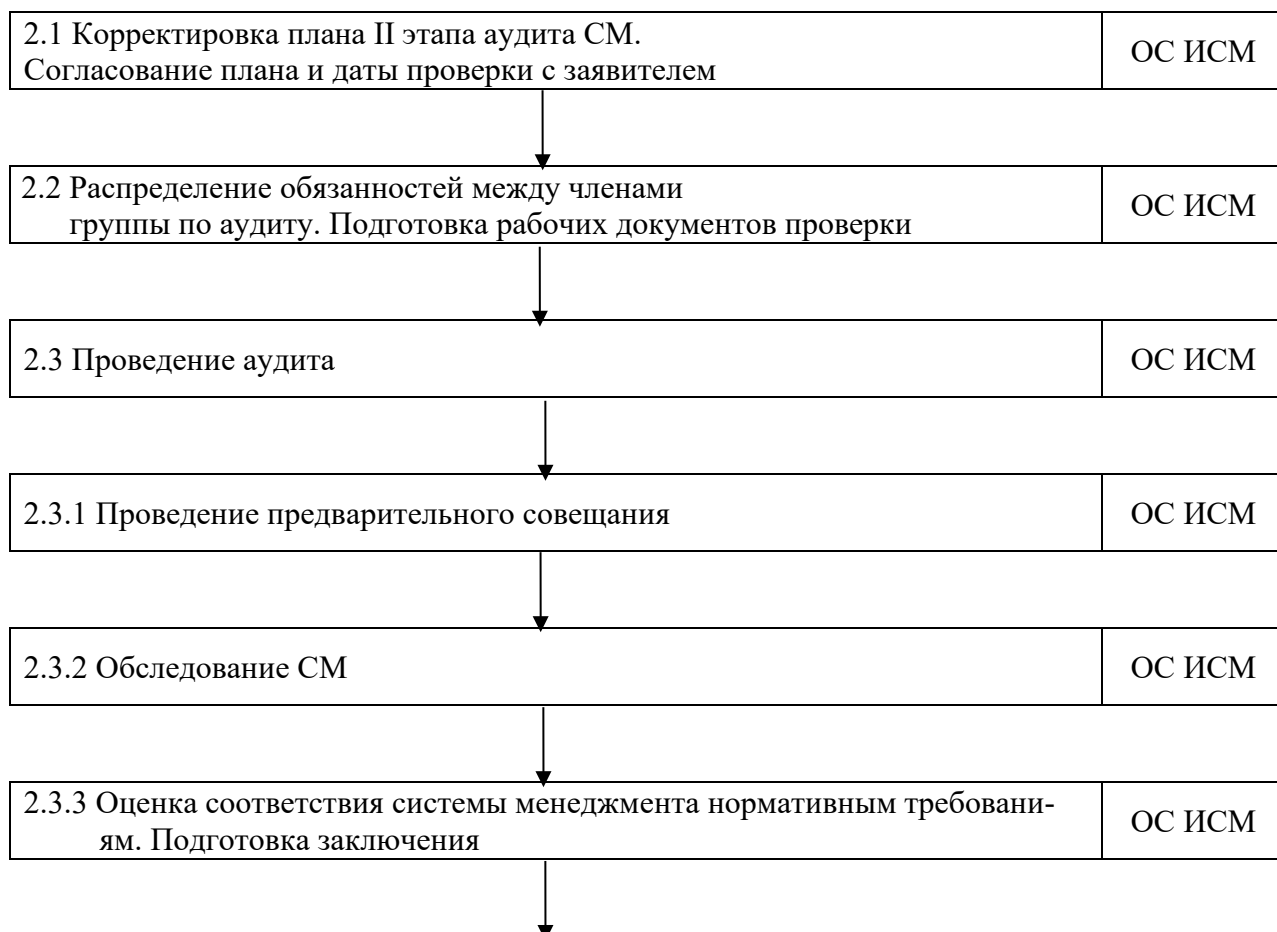 2.1 Корректировка плана II этапа аудита СМ.
Согласование плана и даты проверки с заявителем
ОС ИСМ
2.2 Распределение обязанностей между членами
группы по аудиту. Подготовка рабочих документов проверки
ОС ИСМ
2.3 Проведение аудита
ОС ИСМ
2.3.1 Проведение предварительного совещания
ОС ИСМ
2.3.2 Обследование СМ
ОС ИСМ
2.3.3 Оценка соответствия системы менеджмента нормативным требовани-
ям. Подготовка заключения
ОС ИСМ